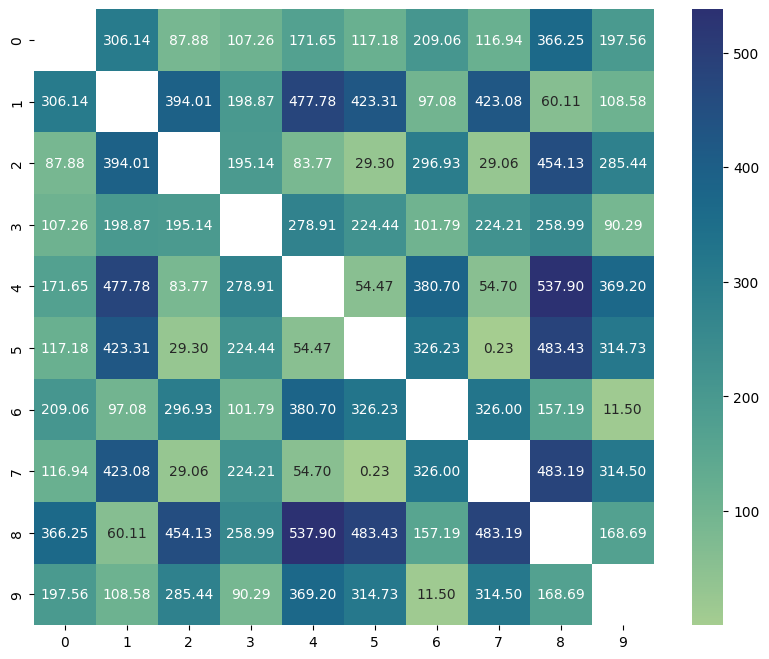 0 306.14 87.88 107.26 171.65 117.18 209.06 116.94 366.25 197.56
1 306.14 394.01 198.87 477.78 423.31 97.08 423.08 60.11 108.58
2 87.88 394.01 195.14 83.77 29.30 296.93 29.06 454.13 285.44
3 107.26 198.87 195.14 278.91 224.44 101.79 224.21 258.99 90.29
4 171.65 477.78 83.77 278.91 54.47 380.70 54.70 537.90 369.20
5 117.18 423.31 29.30 224.44 54.47 326.23 0.23 483.43 314.73
6 209.06 97.08 296.93 101.79 380.70 326.23 326.00 157.19 11.50
7 116.94 423.08 29.06 224.21 54.70 0.23 326.00 483.19 314.50
8 366.25 60.11 454.13 258.99 537.90 483.43 157.19 483.19 168.69
9 197.56 108.58 285.44 90.29 369.20 314.73 11.50 314.50 168.69
0 1 2 3 4 5 6 7 8 9
500
400
300
200
100